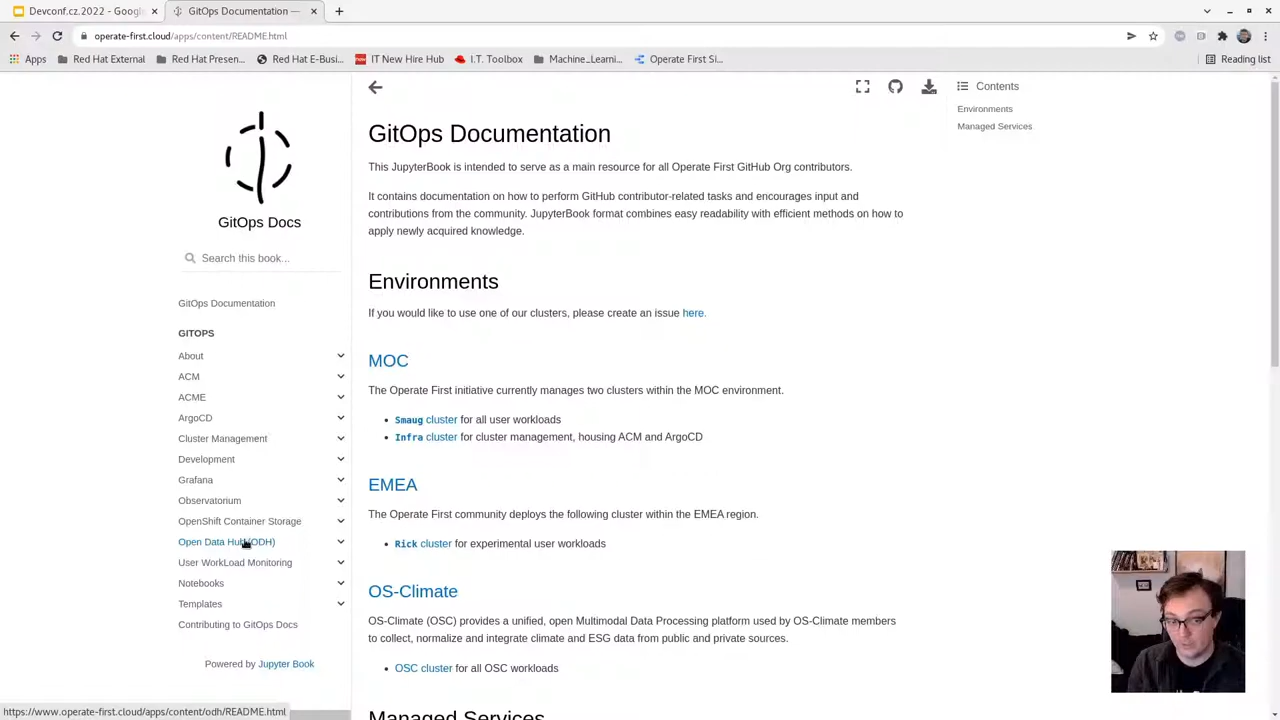 Devconf.cz.2022 - Goog
GitOps Documentation —
operate-first.cloud/apps/content/README.html
Apps
Red Hat External
Red Hat Presen...
Red Hat E-Busi...
IT New Hire Hub
I.T. Toolbox
Machine_Learni...
Operate First Si...
Reading list
GitOps Docs
Search this book...
GitOps Documentation
GITOPS
About
ACM
ACME
ArgoCD
Cluster Management
Development
Grafana
Observatorium
OpenShift Container Storage
Open Data Hub (ODH)
User WorkLoad Monitoring
Notebooks
Templates
Contributing to GitOps Docs
Powered by Jupyter Book
https://www.operate-first.cloud/apps/content/odh/README.html
GitOps Documentation
This JupyterBook is intended to serve as a main resource for all Operate First GitHub Org contributors.
It contains documentation on how to perform GitHub contributor-related tasks and encourages input and
contributions from the community. JupyterBook format combines easy readability with efficient methods on how to
apply newly acquired knowledge.
Environments
If you would like to use one of our clusters, please create an issue here.
MOC
The Operate First initiative currently manages two clusters within the MOC environment.
• Smaug cluster for all user workloads
• Infra cluster for cluster management, housing ACM and ArgoCD
EMEA
The Operate First community deploys the following cluster within the EMEA region.
• Rick cluster for experimental user workloads
OS-Climate
OS-Climate (OSC) provides a unified, open Multimodal Data Processing platform used by OS-Climate members
to collect, normalize and integrate climate and ESG data from public and private sources.
• OSC cluster for all OSC workloads
Managed Services
Contents
Environments
Managed Services